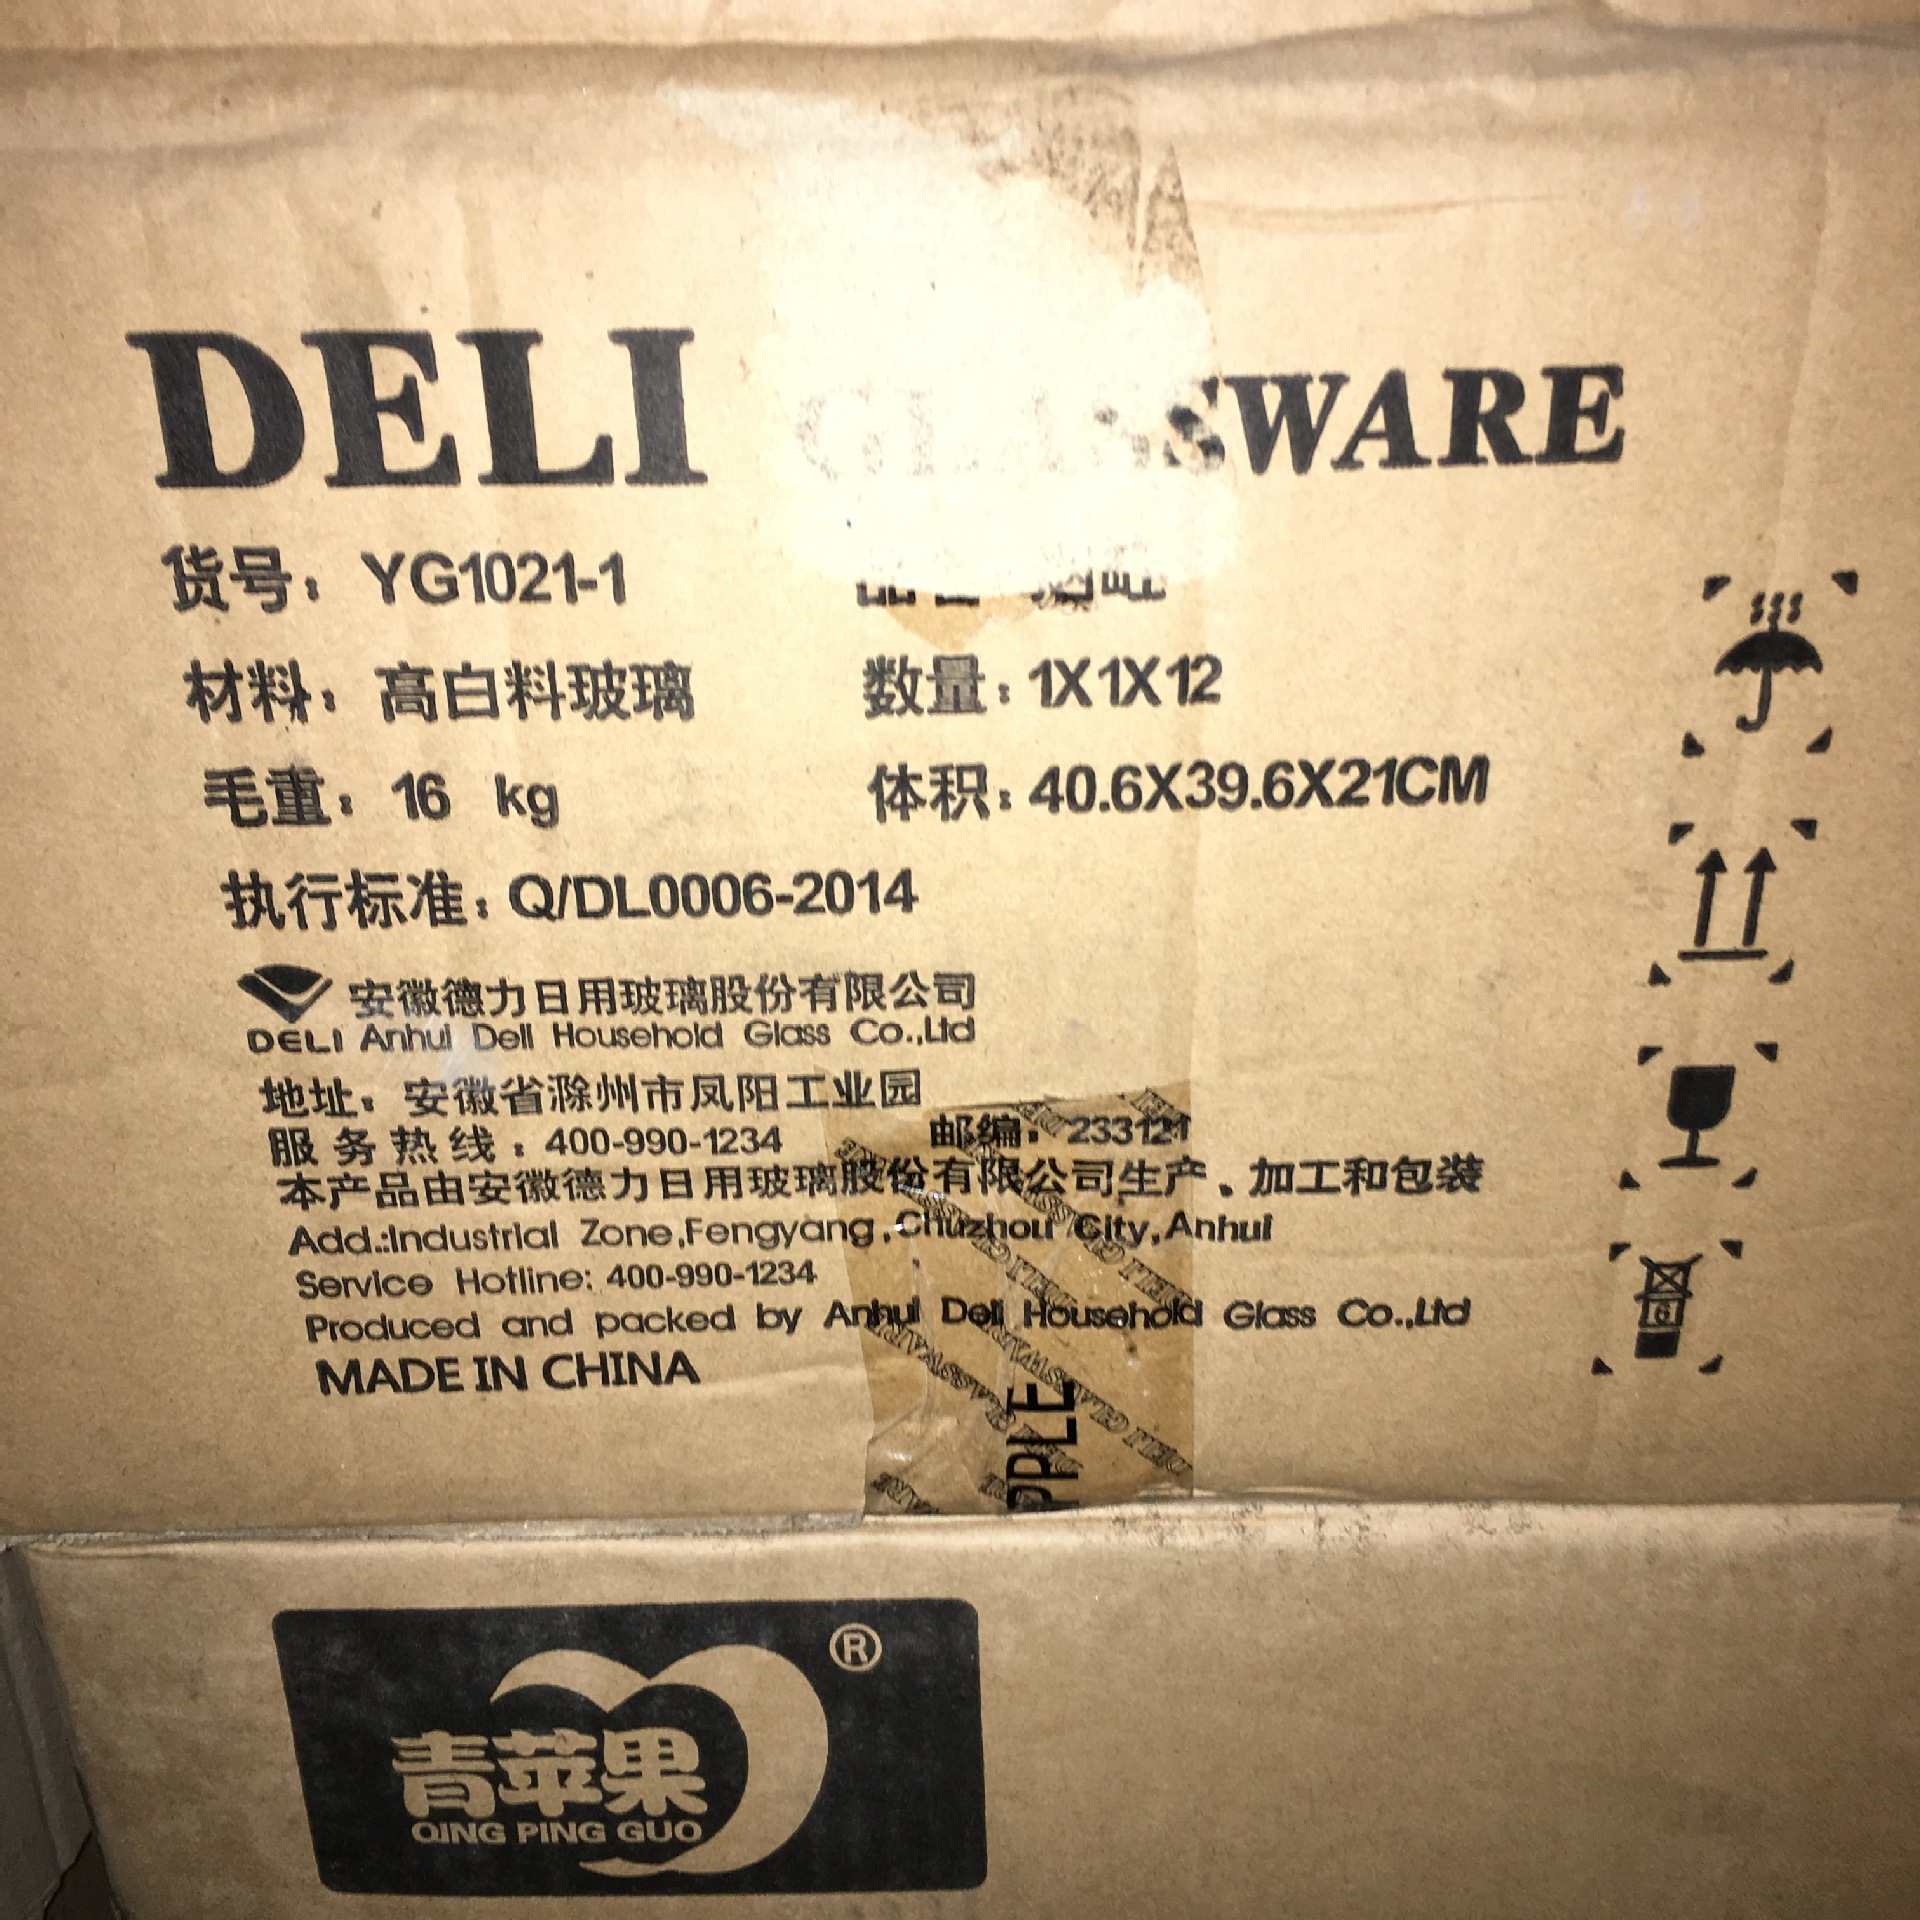 DELI GLASSWARE
货号：YG1021-1
材料：高白料玻璃 数量：1X1X12
毛重：16 kg 体积：40.6X39.6X21CM
执行标准：Q/DL0006-2014
安徽德力日用玻璃股份有限公司
DELI Anhui Deli Household Glass Co.,Ltd
地址：安徽省滁州市凤阳工业园
服务热线：400-990-1234 邮编：233121
本产品由安徽德力日用玻璃股份有限公司生产、加工和包装
Add.:Industrial Zone,Fengyang,Chuzhou City,Anhui
Service Hotline: 400-990-1234
Produced and packed by Anhui Deli Household Glass Co.,Ltd
MADE IN CHINA
DELI GLASSWARE
PPLE
6
®
青苹果
QING PING GUO